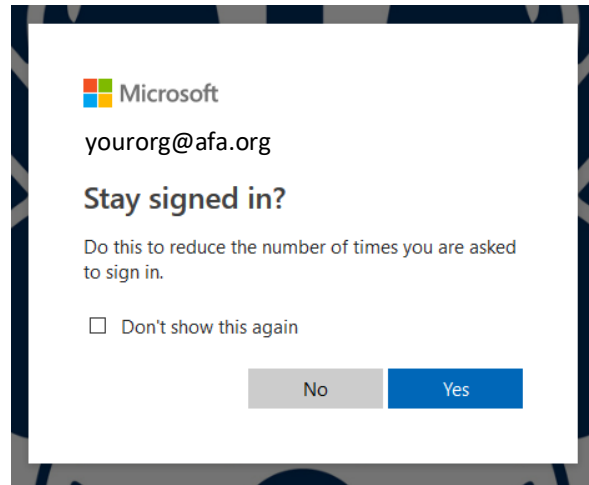 Microsoft
yourorg@afa.org
Stay signed in?
Do this to reduce the number of times you are asked
to sign in.
Don't show this again
No
Yes